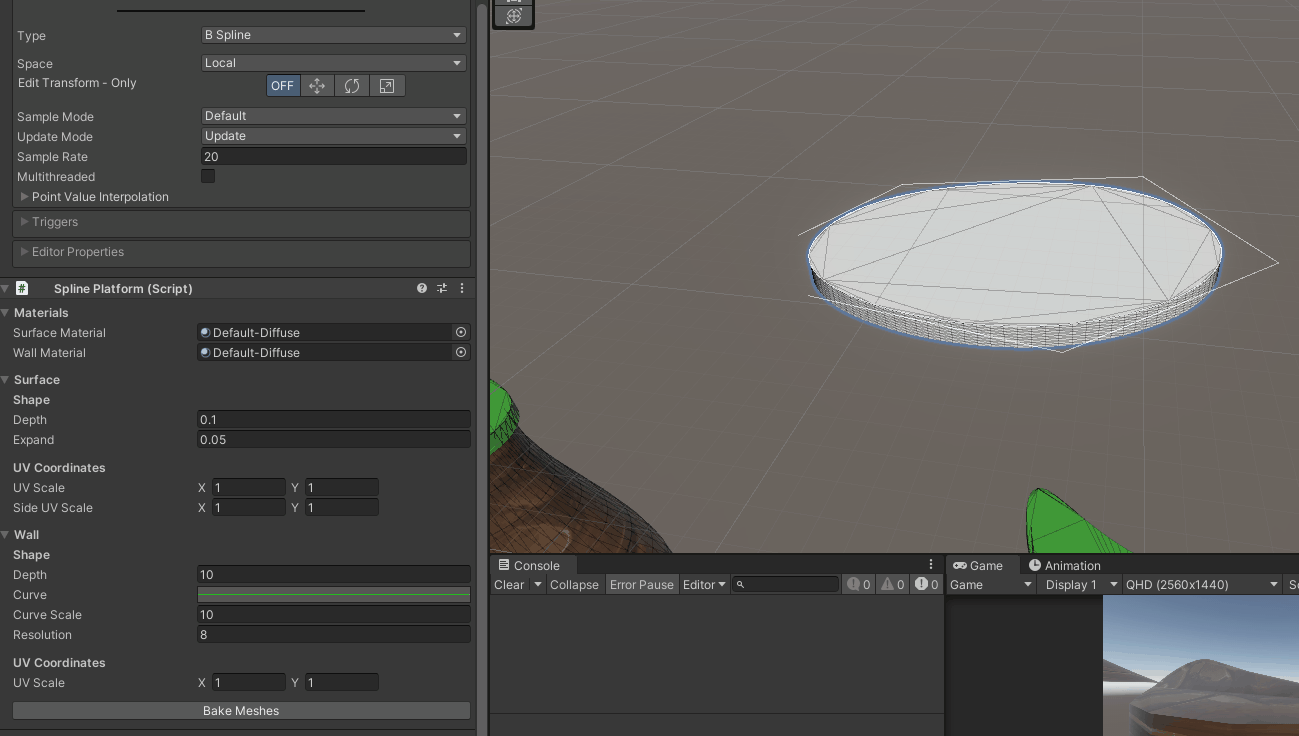 Type B Spline
Space Local
Edit Transform - Only OFF
Sample Mode Default
Update Mode Update
Sample Rate 20
Multithreaded
Point Value Interpolation
Triggers
Editor Properties
# Spline Platform (Script)
Materials
Surface Material Default-Diffuse
Wall Material Default-Diffuse
Surface
Shape
Depth 0.1
Expand 0.05
UV Coordinates
UV Scale X 1 Y 1
Side UV Scale X 1 Y 1
Wall
Shape
Depth 10
Curve
Curve Scale 10
Resolution 8
UV Coordinates
UV Scale X 1 Y 1
Bake Meshes
Console
Clear Collapse Error Pause Editor 0 0 0
Game Animation
Game Display 1 QHD (2560x1440) Sc